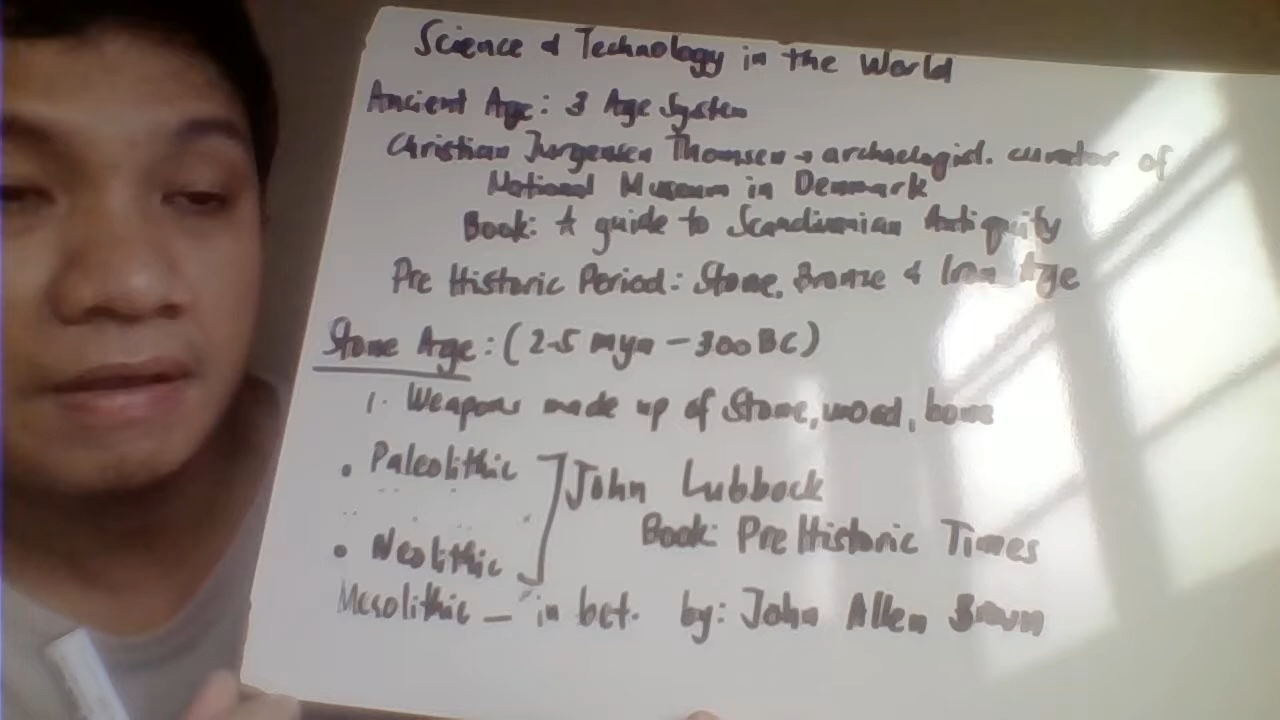 Science & Technology in the World
Ancient Age: 3 Age System
Christian Jurgensen Thomsen → archaelogist. curator of
National Museum in Denmark
Book: A guide to Scandinavian Antiquity
Pre Historic Period: Stone, Bronze & Iron Age
Stone Age: (2.5 mya - 300 BC)
1. Weapons made up of Stone, wood, bone
• Paleolithic
John Lubbock
Book: Pre Historic Times
• Neolithic
Mesolithic — in bet. by: John Allen Brown